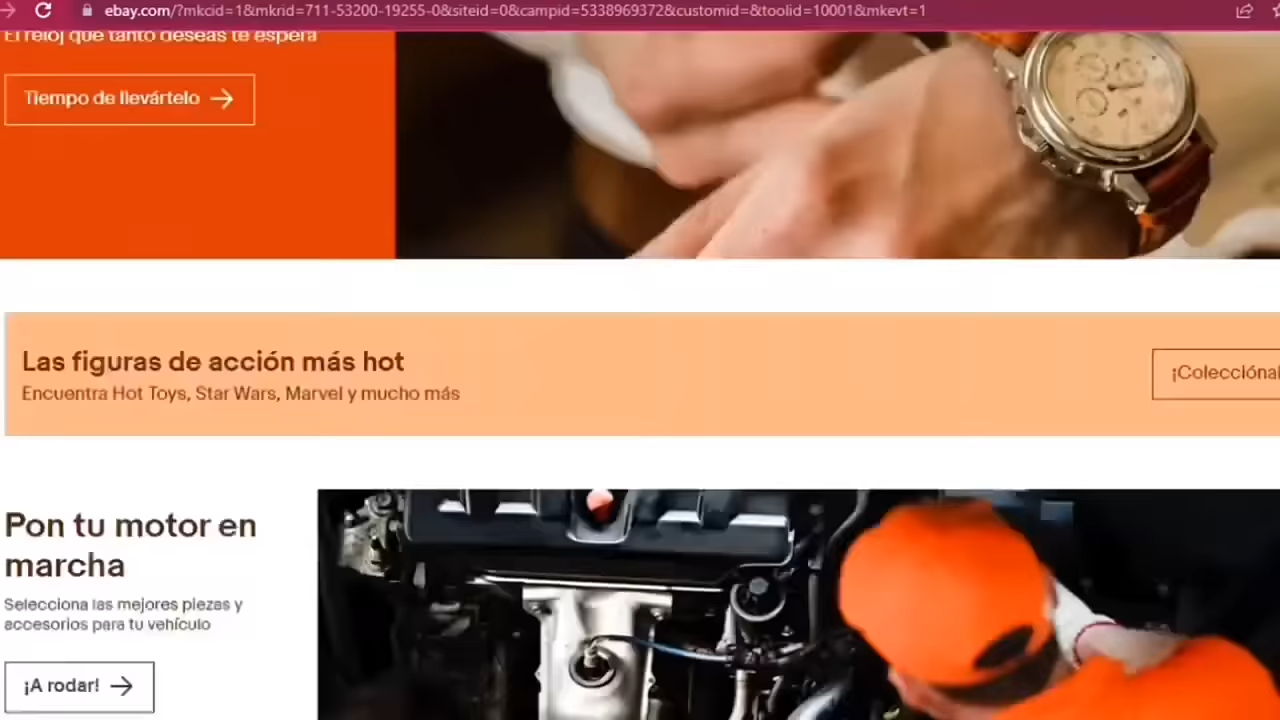 ebay.com/?mkcid=1&mkrid=711-53200-19255-0&siteid=0&campid=5338969372&customid=&toolid=10001&mkevt=1
El reloj que tanto deseas te espera
Tiempo de llevártelo
Las figuras de acción más hot
Encuentra Hot Toys, Star Wars, Marvel y mucho más
¡Colecciónal
Pon tu motor en
marcha
Selecciona las mejores piezas y
accesorios para tu vehículo
¡A rodar!